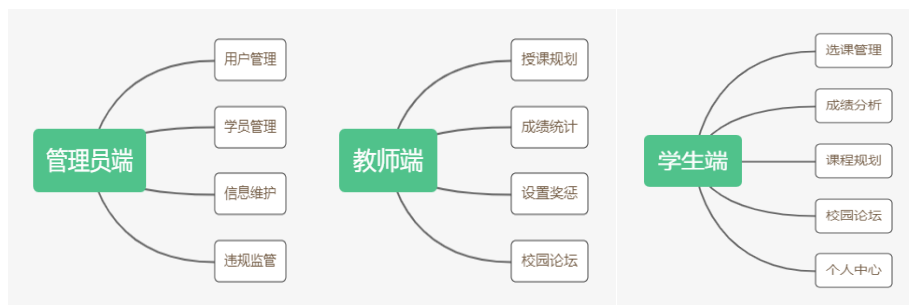 管理员端
用户管理
学员管理
信息维护
违规监管
教师端
授课规划
成绩统计
设置奖惩
校园论坛
学生端
选课管理
成绩分析
课程规划
校园论坛
个人中心